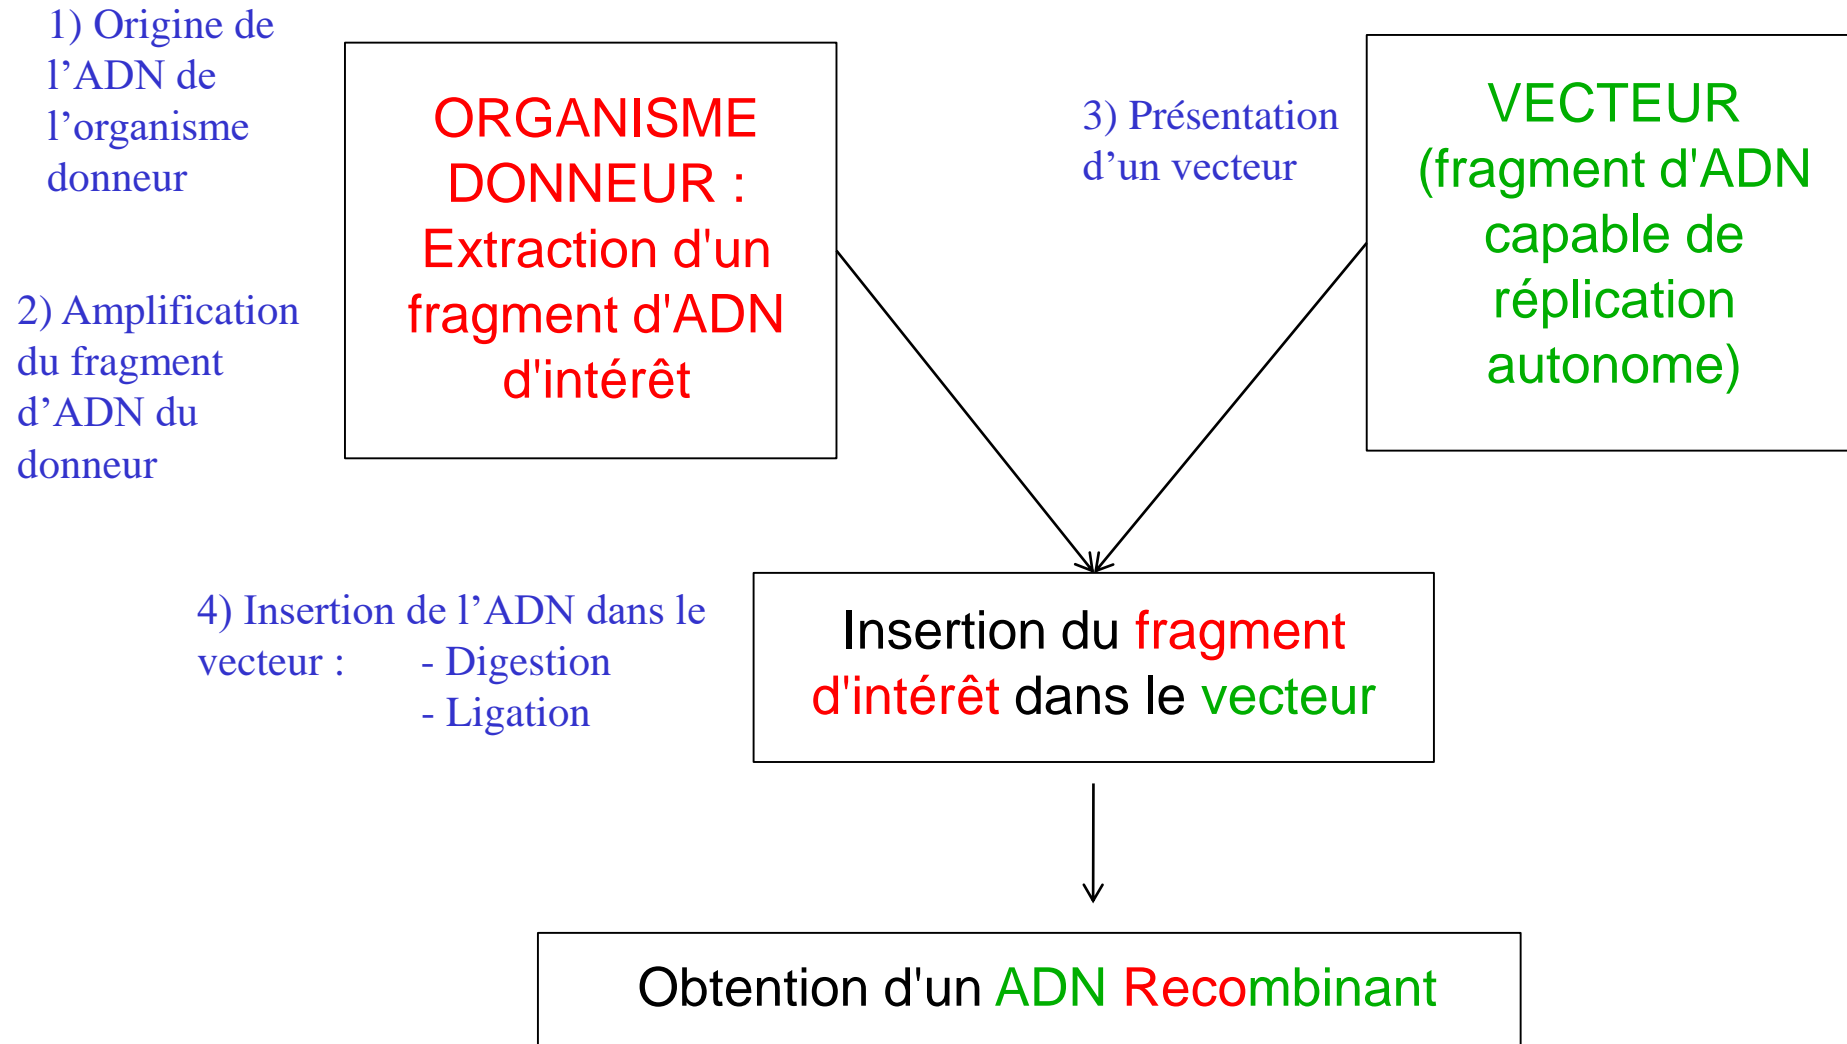 1) Origine de
l’ADN de
l’organisme
donneur
2) Amplification
du fragment
d’ADN du
donneur
ORGANISME
DONNEUR :
Extraction d'un
fragment d'ADN
d'intérêt
3) Présentation
d’un vecteur
VECTEUR
(fragment d'ADN
capable de
réplication
autonome)
4) Insertion de l’ADN dans le
vecteur : - Digestion
- Ligation
Insertion du fragment
d'intérêt dans le vecteur
Obtention d'un ADN Recombinant